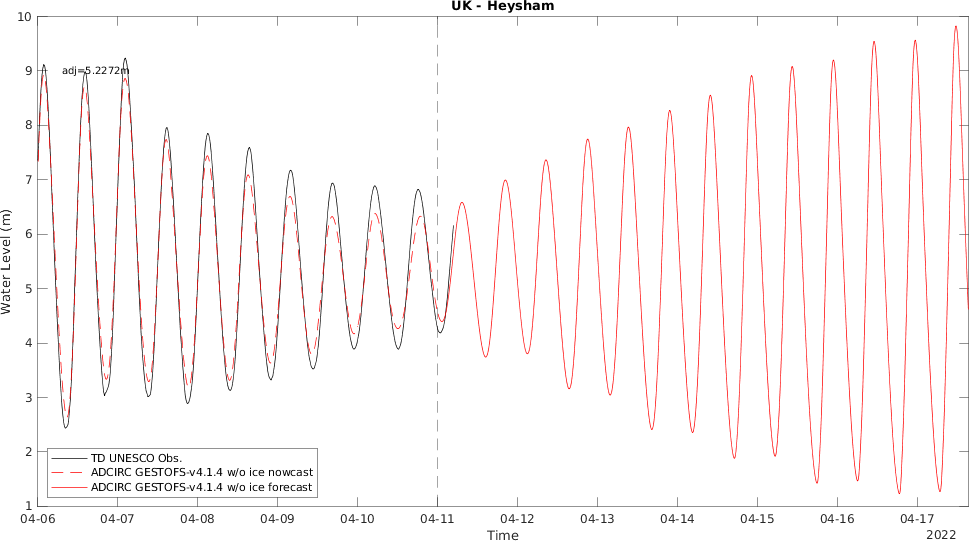 UK - Heysham
10
9
8
7
6
5
4
3
2
1
Water Level (m)
adj=5.2272m
TD UNESCO Obs.
ADCIRC GESTOFS-v4.1.4 w/o ice nowcast
ADCIRC GESTOFS-v4.1.4 w/o ice forecast
04-06 04-07 04-08 04-09 04-10 04-11 04-12 04-13 04-14 04-15 04-16 04-17
Time
2022